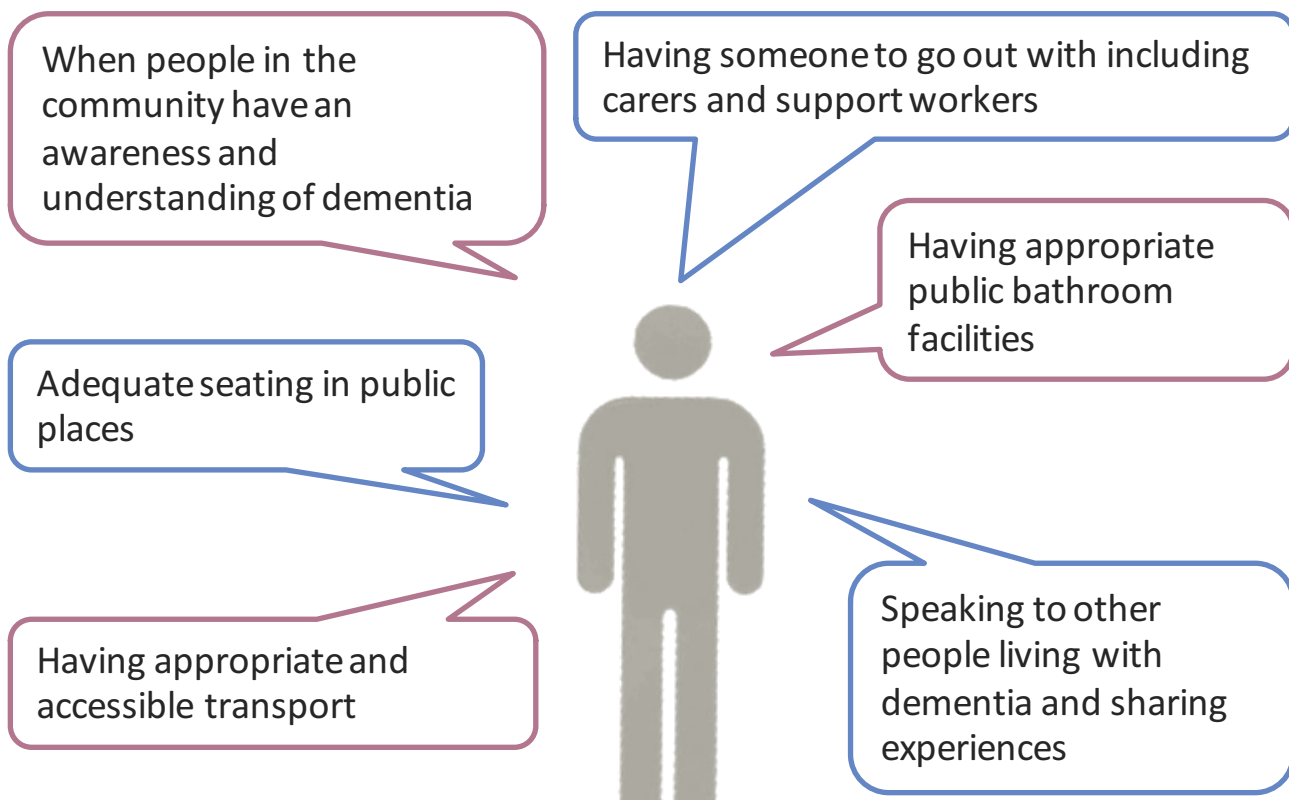 When people in the
community have an
awareness and
understanding of dementia
Having someone to go out with including
carers and support workers
Having appropriate
public bathroom
facilities
Adequate seating in public
places
Having appropriate and
accessible transport
Speaking to other
people living with
dementia and sharing
experiences